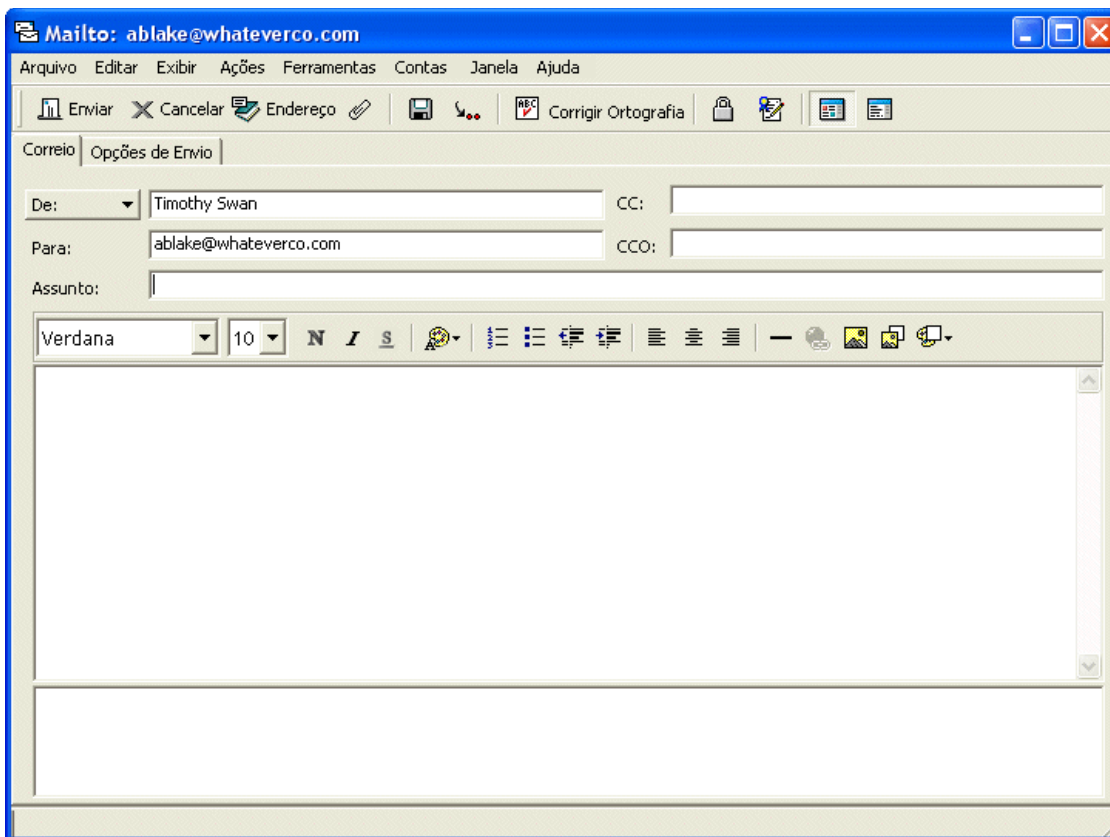 Mailto: ablake@whateverco.com
Arquivo Editar Exibir Ações Ferramentas Contas Janela Ajuda
Enviar Cancelar Endereço ABC Corrigir Ortografia
Correio Opções de Envio
De: Timothy Swan CC:
Para: ablake@whateverco.com CCO:
Assunto:
Verdana 10 N I S